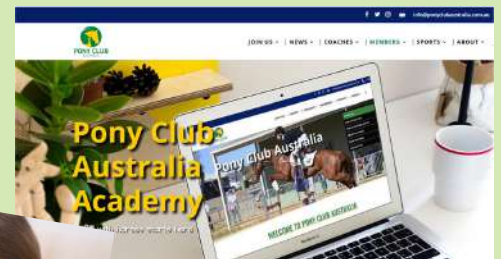 info@ponyclubaustralia.com.au
PONY CLUB
AUSTRALIA
JOIN US | NEWS | COACHES | MEMBERS | SPORTS | ABOUT
Pony Club
Australia
Academy
Pony Club Australia
WELCOME TO PONY CLUB AUSTRALIA